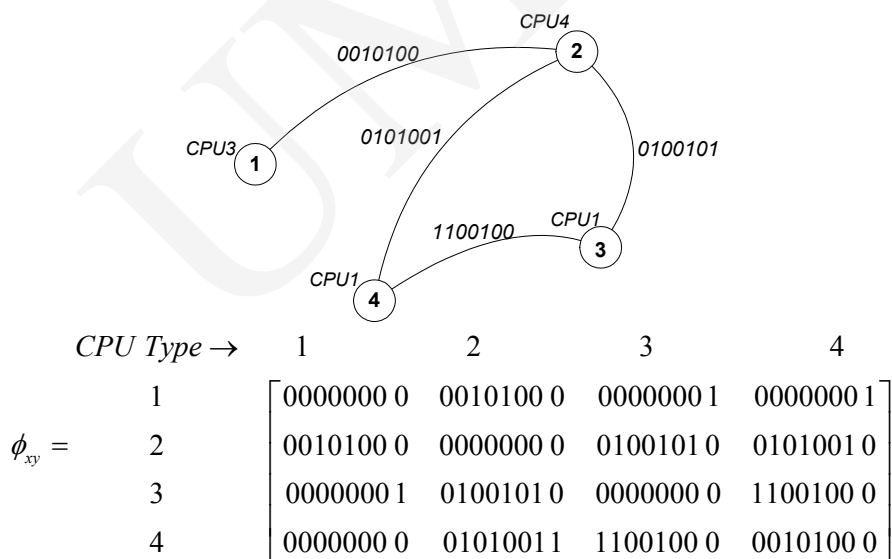 CPU4
2
0010100
0101001
0100101
CPU3
1
CPU1
3
1100100
CPU1
4
CPU Type → 1 2 3 4
1 0000000 0 0010100 0 0000000 1 0000000 1
ϕxy = 2 0010100 0 0000000 0 0100101 0 0101001 0
3 0000000 1 0100101 0 0000000 0 1100100 0
4 0000000 0 0101001 1 1100100 0 0010100 0